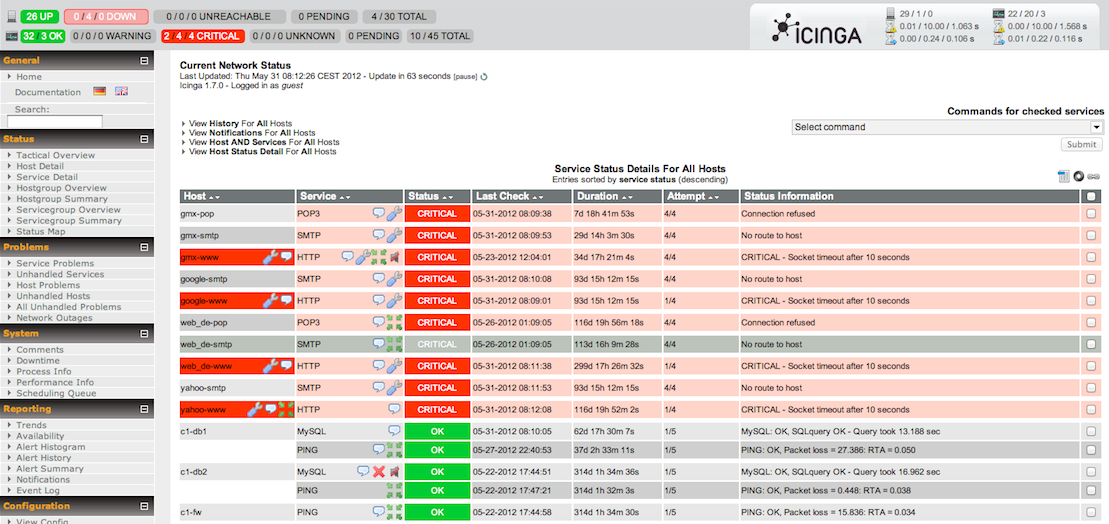 26 UP 0 / 4 / 0 DOWN 0 / 0 / 0 UNREACHABLE 0 PENDING 4 / 30 TOTAL
32 / 3 OK 0 / 0 / 0 WARNING 2 / 4 / 4 CRITICAL 0 / 0 / 0 UNKNOWN 0 PENDING 10 / 45 TOTAL
ICINGA
29 / 1 / 0 22 / 20 / 3
0.01 / 10.00 / 1.063 s 0.00 / 10.00 / 1.568 s
0.00 / 0.24 / 0.106 s 0.01 / 0.22 / 0.116 s
General
Home
Documentation
Search:
Status
Tactical Overview
Host Detail
Service Detail
Hostgroup Overview
Hostgroup Summary
Servicegroup Overview
Servicegroup Summary
Status Map
Problems
Service Problems
Unhandled Services
Host Problems
Unhandled Hosts
All Unhandled Problems
Network Outages
System
Comments
Downtime
Process Info
Performance Info
Scheduling Queue
Reporting
Trends
Availability
Alert Histogram
Alert History
Alert Summary
Notifications
Event Log
Configuration
View Config
Current Network Status
Last Updated: Thu May 31 08:12:26 CEST 2012 - Update in 63 seconds [pause]
Icinga 1.7.0 - Logged in as guest
View History For All Hosts
View Notifications For All Hosts
View Host AND Services For All Hosts
View Host Status Detail For All Hosts
Commands for checked services
Select command
Submit
Service Status Details For All Hosts
Entries sorted by service status (descending)
Host Service Status Last Check Duration Attempt Status Information
gmx-pop POP3 CRITICAL 05-31-2012 08:09:38 7d 18h 41m 53s 4/4 Connection refused
gmx-smtp SMTP CRITICAL 05-31-2012 08:09:53 29d 14h 3m 30s 4/4 No route to host
gmx-www HTTP CRITICAL 05-23-2012 12:04:01 34d 17h 21m 4s 4/4 CRITICAL - Socket timeout after 10 seconds
google-smtp SMTP CRITICAL 05-31-2012 08:10:08 93d 15h 12m 15s 4/4 No route to host
google-www HTTP CRITICAL 05-31-2012 08:09:01 93d 15h 12m 15s 1/4 CRITICAL - Socket timeout after 10 seconds
web_de-pop POP3 CRITICAL 05-26-2012 01:09:05 116d 19h 56m 18s 4/4 Connection refused
web_de-smtp SMTP CRITICAL 05-26-2012 01:09:05 113d 16h 9m 28s 4/4 No route to host
web_de-www HTTP CRITICAL 05-31-2012 08:11:38 299d 17h 26m 32s 1/4 CRITICAL - Socket timeout after 10 seconds
yahoo-smtp SMTP CRITICAL 05-31-2012 08:11:53 93d 15h 12m 15s 4/4 No route to host
yahoo-www HTTP CRITICAL 05-31-2012 08:12:08 116d 19h 52m 2s 1/4 CRITICAL - Socket timeout after 10 seconds
c1-db1 MySQL OK 05-31-2012 08:10:05 62d 17h 30m 7s 1/5 MySQL: OK, SQLquery OK - Query took 13.188 sec
PING OK 05-27-2012 22:40:53 37d 2h 33m 11s 1/5 PING: OK, Packet loss = 27.386: RTA = 0.050
c1-db2 MySQL OK 05-22-2012 17:44:51 314d 1h 34m 36s 1/5 MySQL: OK, SQLquery OK - Query took 16.962 sec
PING OK 05-22-2012 17:47:21 314d 1h 32m 3s 1/5 PING: OK, Packet loss = 0.448: RTA = 0.038
c1-fw PING OK 05-22-2012 17:44:58 314d 1h 34m 30s 1/5 PING: OK, Packet loss = 15.836: RTA = 0.034